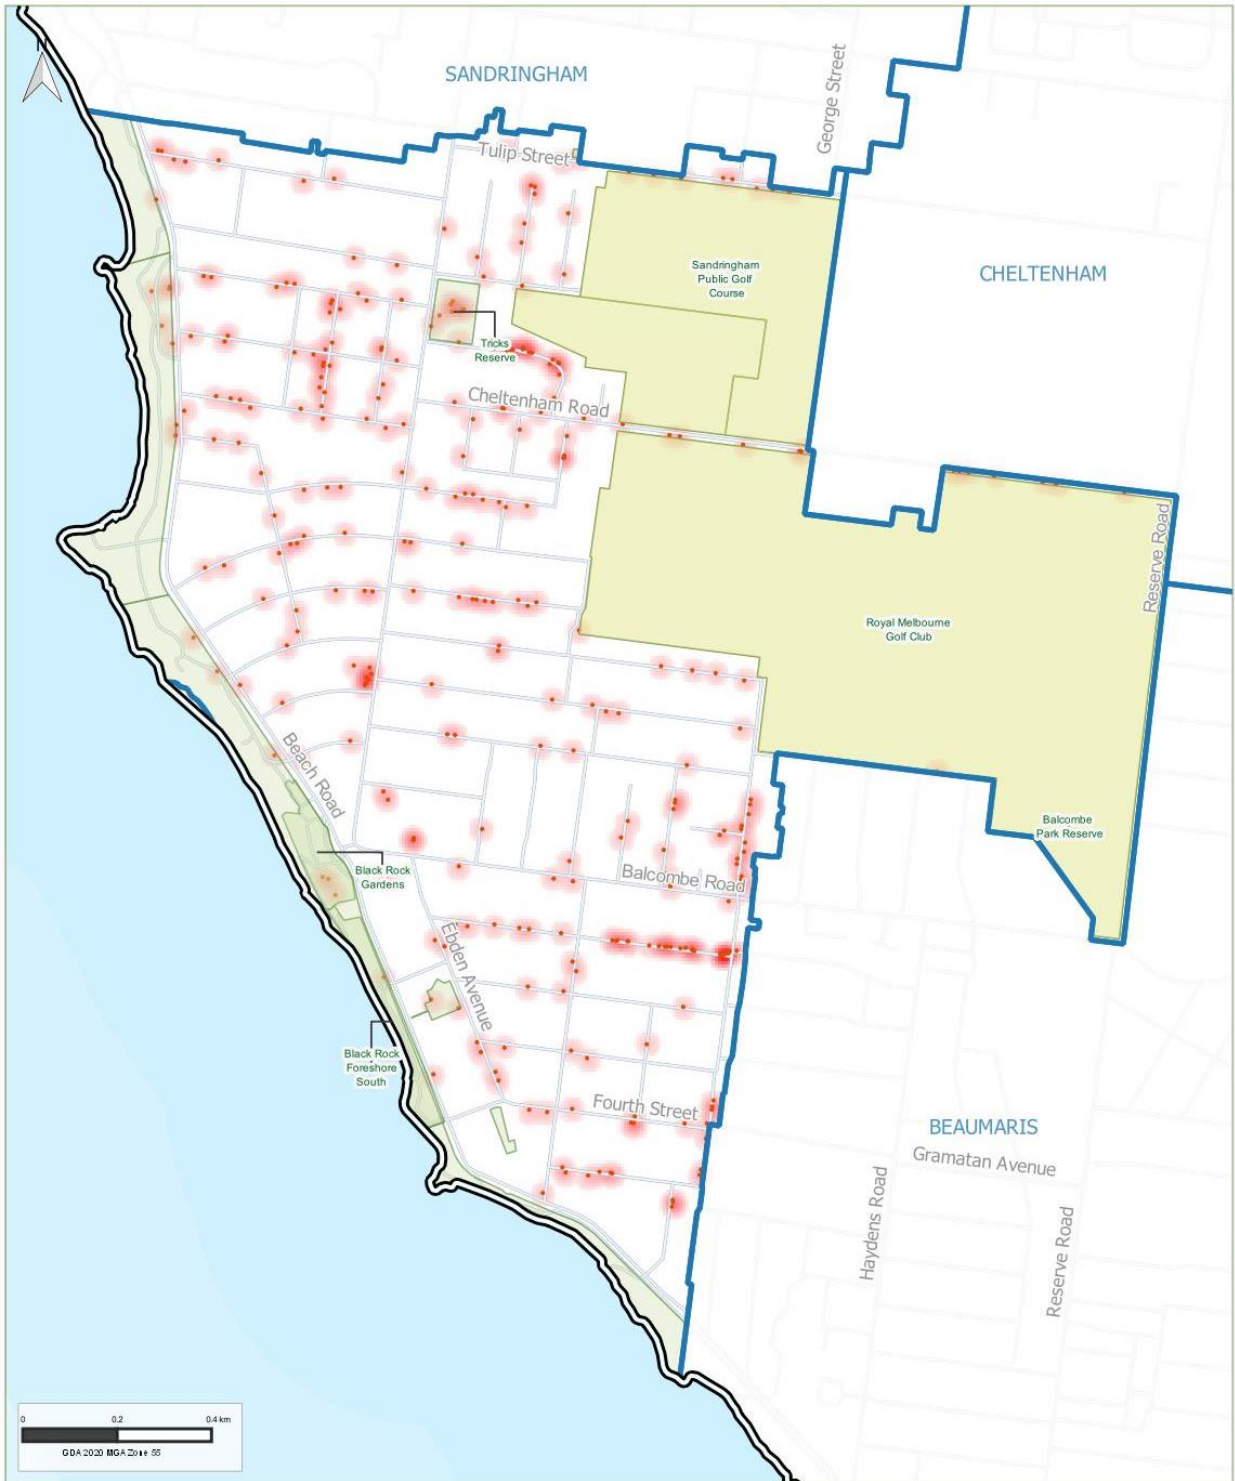 N
SANDRINGHAM
George Street
Tulip Street
CHELTENHAM
Sandringham
Public Golf
Course
Tricks
Reserve
Cheltenham Road
Reserve Road
Royal Melbourne
Golf Club
Beach Road
Balcombe
Park Reserve
Black Rock
Gardens
Balcombe Road
Ebden Avenue
Black Rock
Foreshore
South
Fourth Street
BEAUMARIS
Gramatan Avenue
Haydens Road
Reserve Road
0 0.2 0.4 km
GDA 2020 MGA Zone 55